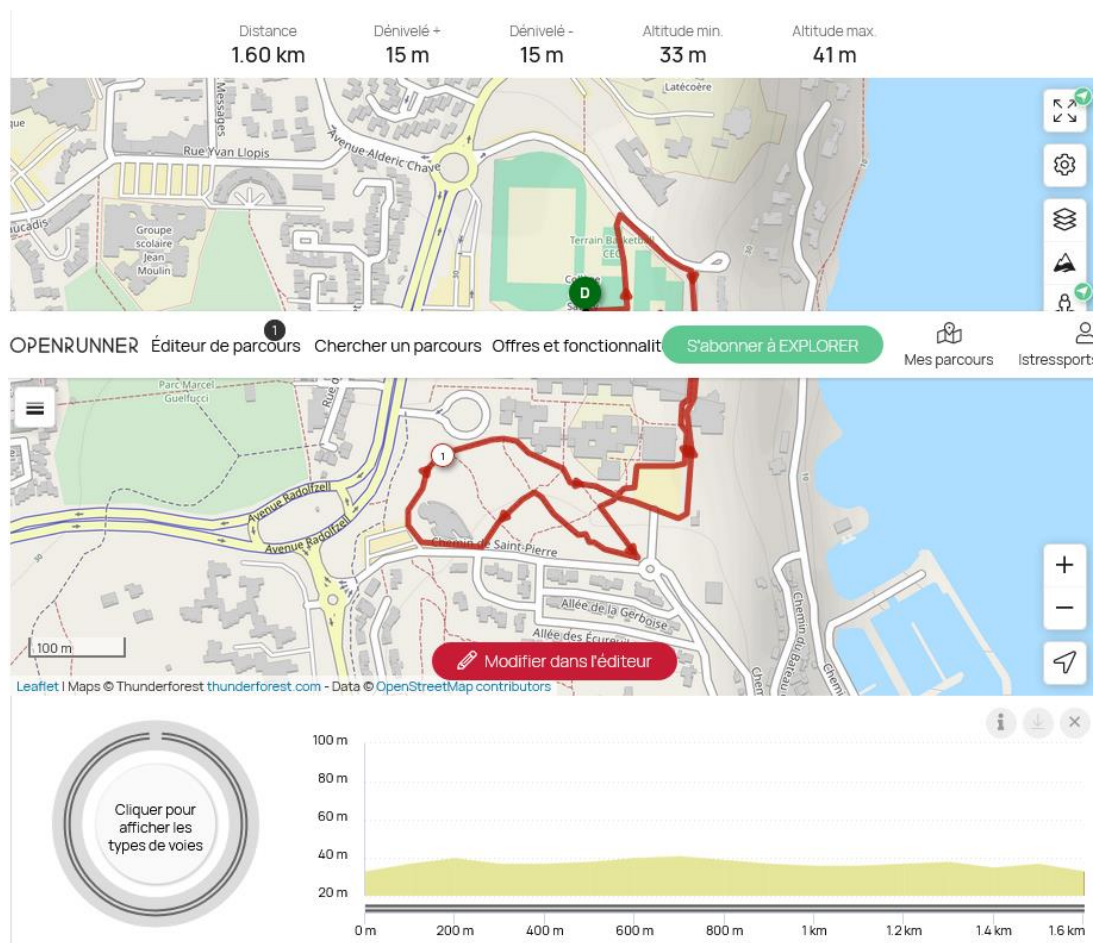 Distance Dénivelé + Dénivelé - Altitude min. Altitude max.
1.60 km 15 m 15 m 33 m 41 m
Latécoère
Messages
Avenue Alderic Chave
Rue Yvan Llopis
Groupe
scolaire
Jean
Moulin
Terrain Basketball
D
30
1
OPENRUNNER Éditeur de parcours Chercher un parcours Offres et fonctionnalit S'abonner à EXPLORER Mes parcours Istressports
Parc Marcel
Guelfucci
1
Avenue Radolfzell
Avenue Radolfzell
Chemin de Saint-Pierre
Allée de la Gerboise
Allée des Écureuil
Chemin du Bateau
+
−
100 m
Modifier dans l'éditeur
Leaflet | Maps © Thunderforest thunderforest.com - Data © OpenStreetMap contributors
Cliquer pour
afficher les
types de voies
100 m
80 m
60 m
40 m
20 m
0 m 200 m 400 m 600 m 800 m 1 km 1.2 km 1.4 km 1.6 km